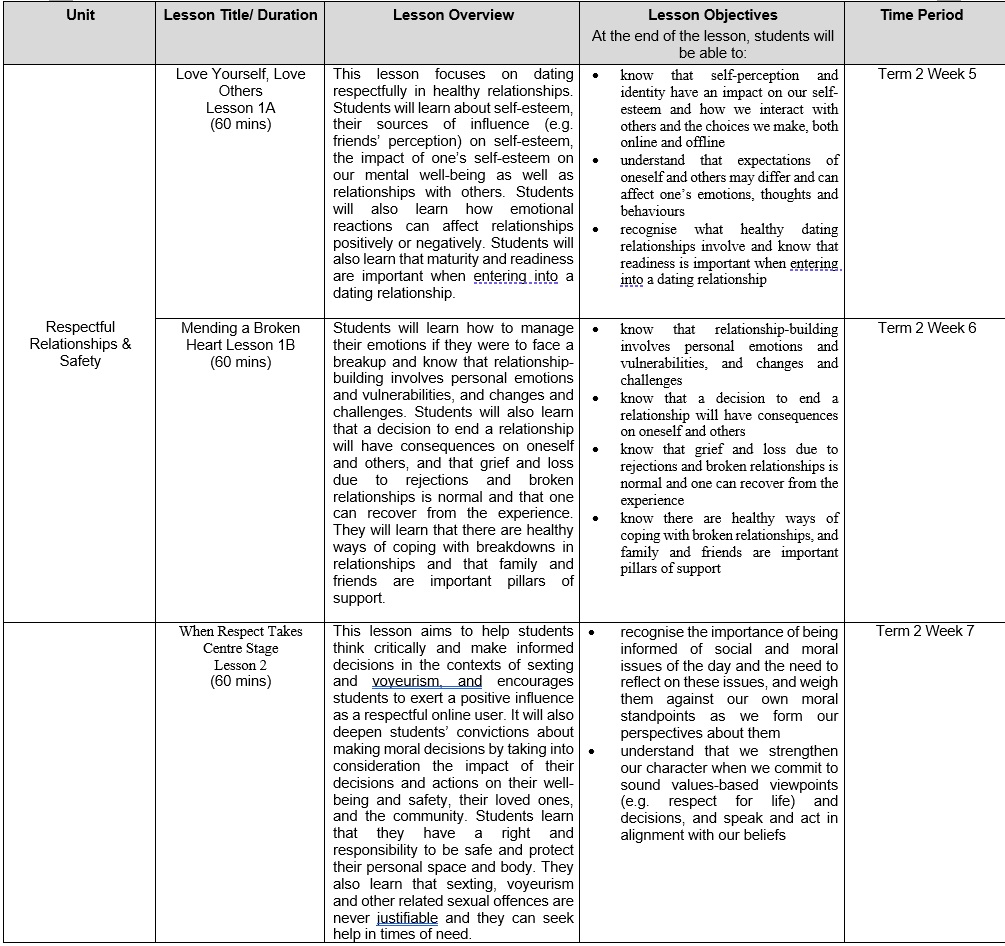 Unit
Lesson Title/ Duration
Lesson Overview
Lesson Objectives
At the end of the lesson, students will
be able to:
Time Period
Respectful
Relationships &
Safety
Love Yourself, Love
Others
Lesson 1A
(60 mins)
This lesson focuses on dating
respectfully in healthy relationships.
Students will learn about self-esteem,
their sources of influence (e.g.
friends' perception) on self-esteem,
the impact of one's self-esteem on
our mental well-being as well as
relationships with others. Students
will also learn how emotional
reactions can affect relationships
positively or negatively. Students will
also learn that maturity and readiness
are important when entering into a
dating relationship.
• know that self-perception and
identity have an impact on our self-
esteem and how we interact with
others and the choices we make, both
online and offline
• understand that expectations of
oneself and others may differ and can
affect one's emotions, thoughts and
behaviours
• recognise what healthy dating
relationships involve and know that
readiness is important when entering
into a dating relationship
Term 2 Week 5
Mending a Broken
Heart Lesson 1B
(60 mins)
Students will learn how to manage
their emotions if they were to face a
breakup and know that relationship-
building involves personal emotions
and vulnerabilities, and changes and
challenges. Students will also learn
that a decision to end a relationship
will have consequences on oneself
and others, and that grief and loss
due to rejections and broken
relationships is normal and that one
can recover from the experience.
They will learn that there are healthy
ways of coping with breakdowns in
relationships and that family and
friends are important pillars of
support.
• know that relationship-building
involves personal emotions and
vulnerabilities, and changes and
challenges
• know that a decision to end a
relationship will have consequences
on oneself and others
• know that grief and loss due to
rejections and broken relationships is
normal and one can recover from the
experience
• know there are healthy ways of
coping with broken relationships, and
family and friends are important
pillars of support
Term 2 Week 6
When Respect Takes
Centre Stage
Lesson 2
(60 mins)
This lesson aims to help students
think critically and make informed
decisions in the contexts of sexting
and voyeurism, and encourages
students to exert a positive influence
as a respectful online user. It will also
deepen students' convictions about
making moral decisions by taking into
consideration the impact of their
decisions and actions on their well-
being and safety, their loved ones,
and the community. Students learn
that they have a right and
responsibility to be safe and protect
their personal space and body. They
also learn that sexting, voyeurism
and other related sexual offences are
never justifiable and they can seek
help in times of need.
• recognise the importance of being
informed of social and moral
issues of the day and the need to
reflect on these issues, and weigh
them against our own moral
standpoints as we form our
perspectives about them
• understand that we strengthen
our character when we commit to
sound values-based viewpoints
(e.g. respect for life) and
decisions, and speak and act in
alignment with our beliefs
Term 2 Week 7